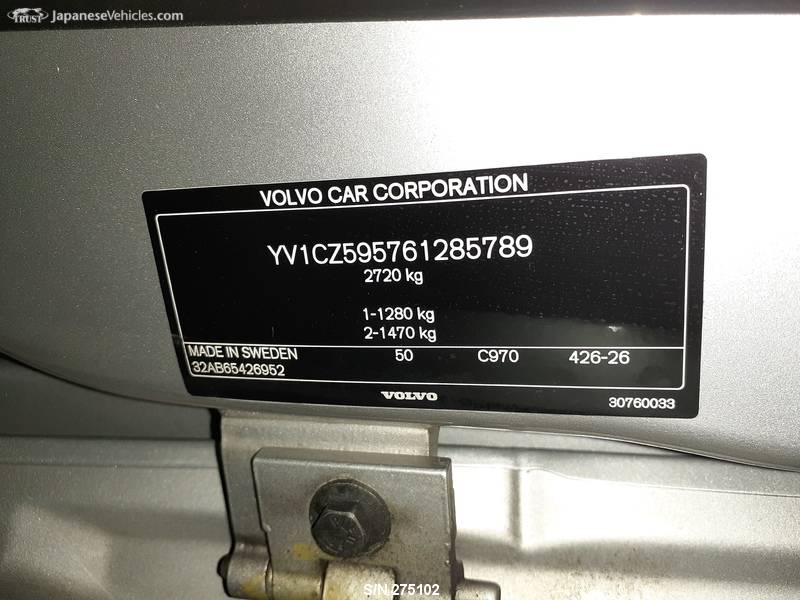 TRUST JapaneseVehicles.com
VOLVO CAR CORPORATION
YV1CZ595761285789
2720 kg
1-1280 kg
2-1470 kg
MADE IN SWEDEN 50 C970 426-26
32AB65426952
VOLVO 30760033
S/N.275102